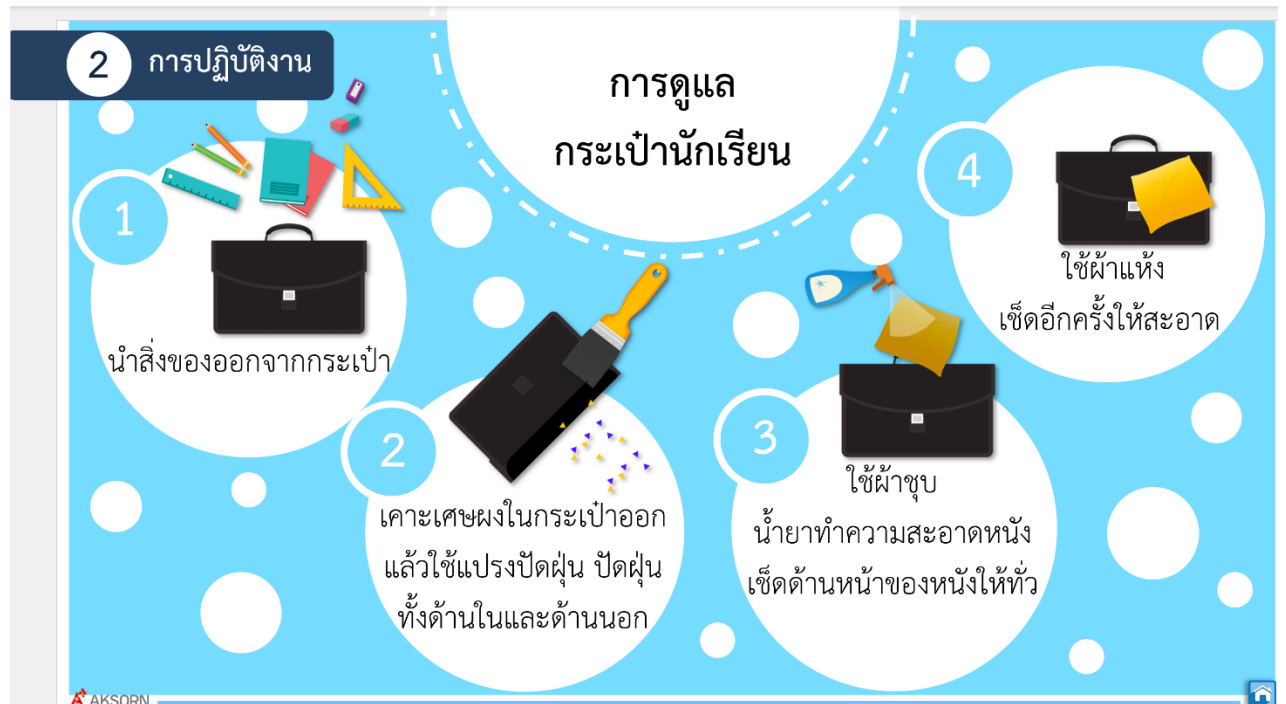 2 การปฏิบัติงาน
การดูแล
กระเป๋านักเรียน
1
นำสิ่งของออกจากกระเป๋า
2
เคาะเศษผงในกระเป๋าออก
แล้วใช้แปรงปัดฝุ่น ปัดฝุ่น
ทั้งด้านในและด้านนอก
3
ใช้ผ้าชุบ
น้ำยาทำความสะอาดหนัง
เช็ดด้านหน้าของหนังให้ทั่ว
4
ใช้ผ้าแห้ง
เช็ดอีกครั้งให้สะอาด
AKSORN